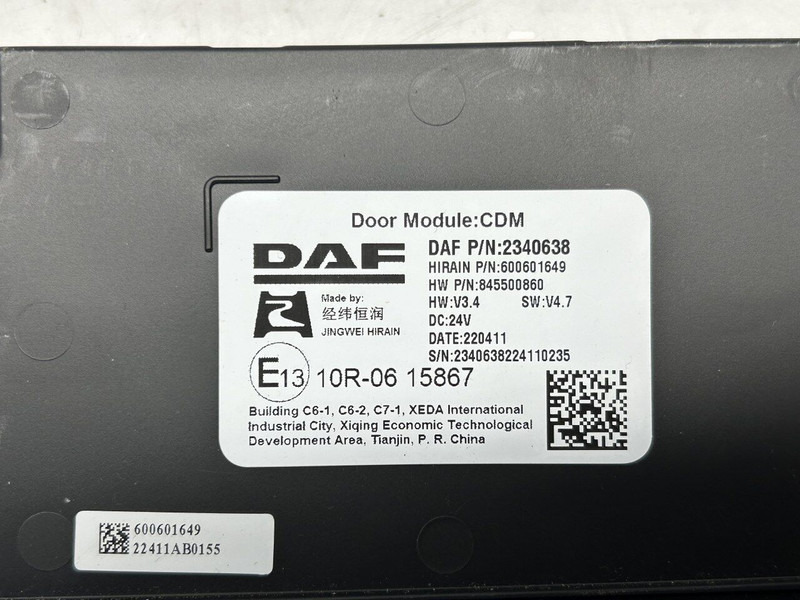 Door Module:CDM
DAF
DAF P/N:2340638
HIRAIN P/N:600601649
HW P/N:845500860
HW:V3.4 SW:V4.7
DC:24V
DATE:220411
S/N:2340638224110235
Made by:
经纬恒润
JINGWEI HIRAIN
E13 10R-06 15867
Building C6-1, C6-2, C7-1, XEDA International
Industrial City, Xiqing Economic Technological
Development Area, Tianjin, P. R. China
600601649
22411AB0155